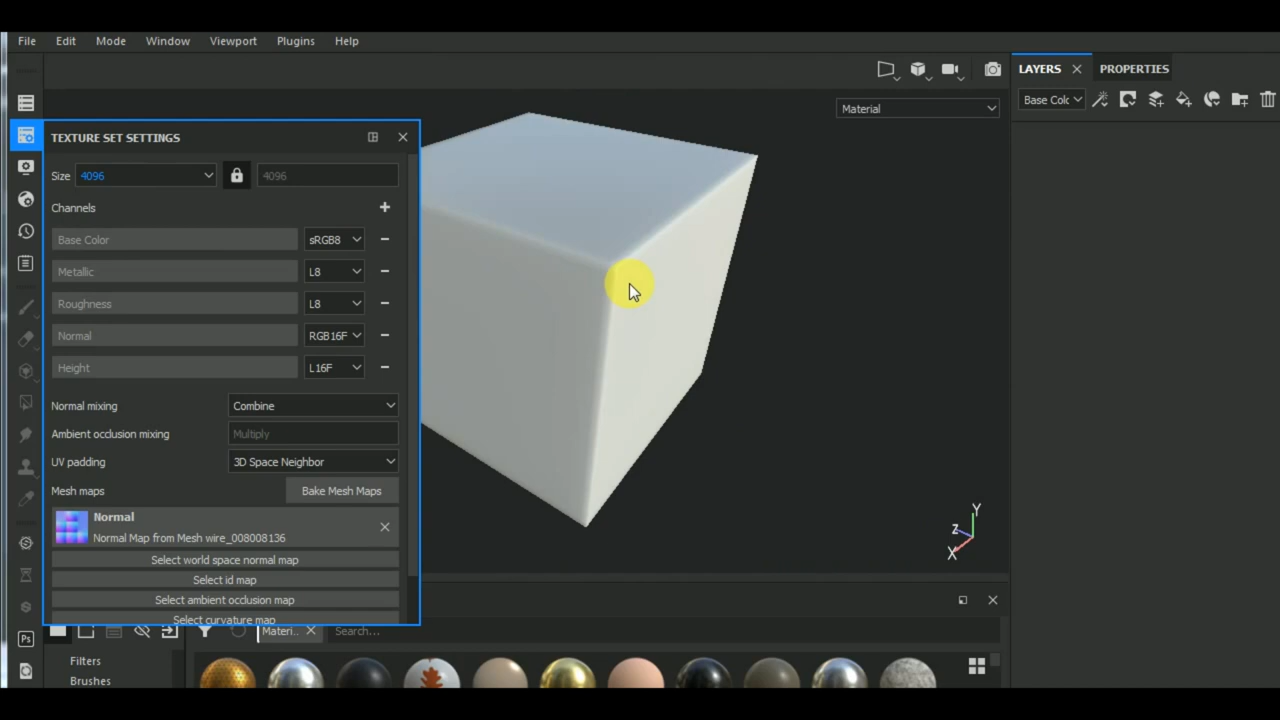 File Edit Mode Window Viewport Plugins Help
LAYERS PROPERTIES
Base Colc
Material
TEXTURE SET SETTINGS
Size 4096 4096
Channels
Base Color sRGB8
Metallic L8
Roughness L8
Normal RGB16F
Height L16F
Normal mixing Combine
Ambient occlusion mixing Multiply
UV padding 3D Space Neighbor
Mesh maps Bake Mesh Maps
Normal
Normal Map from Mesh wire_008008136
Select world space normal map
Select id map
Select ambient occlusion map
Select curvature map
Y
Z
X
Materi... Search...
Ps
Filters
Brushes